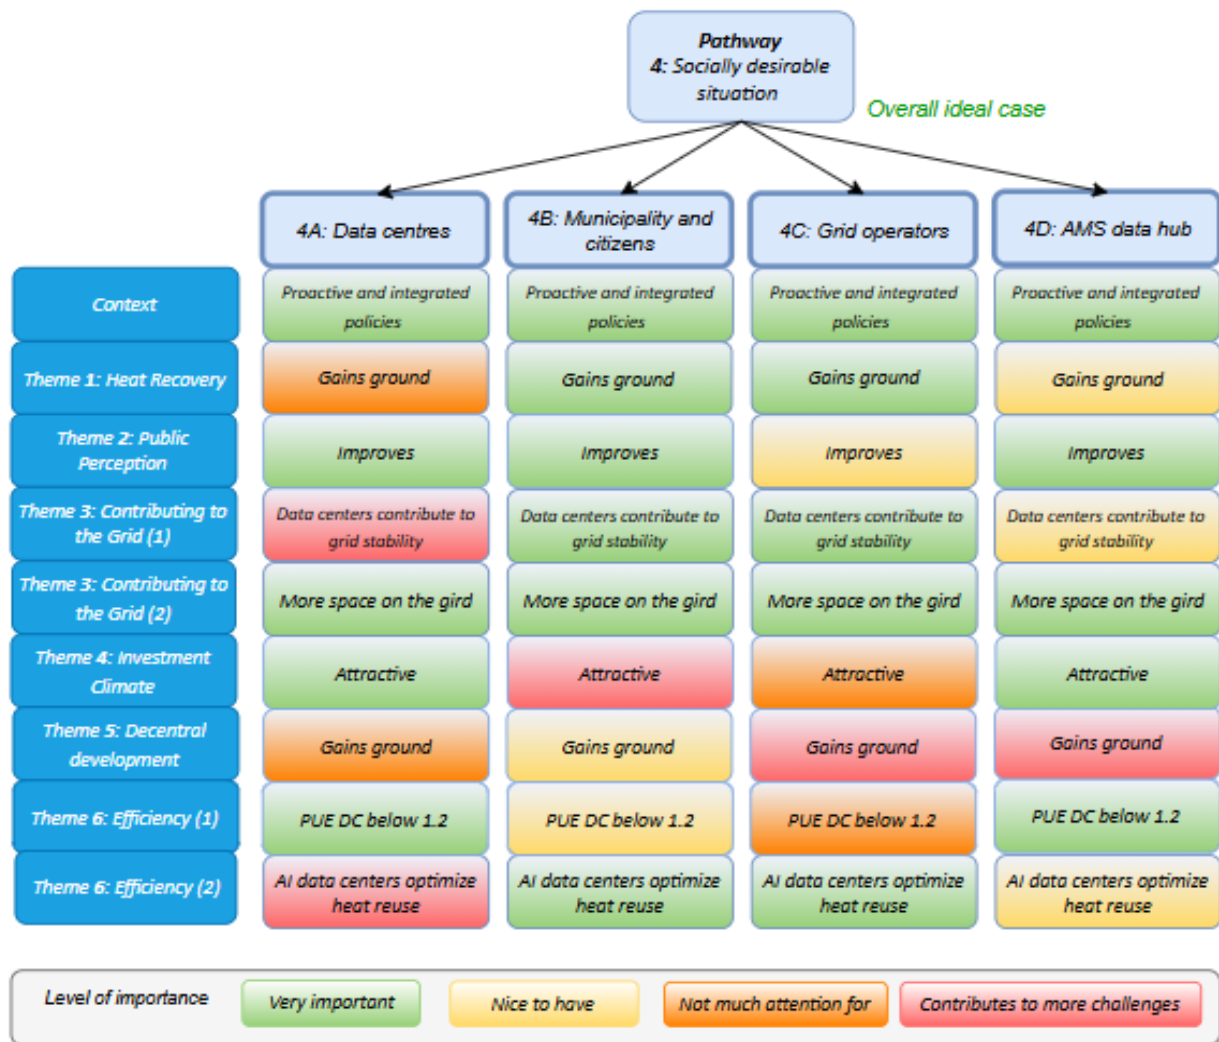 Pathway
4: Socially desirable
situation
Overall ideal case
4A: Data centres
4B: Municipality and
citizens
4C: Grid operators
4D: AMS data hub
Context
Proactive and integrated
policies
Proactive and integrated
policies
Proactive and integrated
policies
Proactive and integrated
policies
Theme 1: Heat Recovery
Gains ground
Gains ground
Gains ground
Gains ground
Theme 2: Public
Perception
Improves
Improves
Improves
Improves
Theme 3: Contributing to
the Grid (1)
Data centers contribute to
grid stability
Data centers contribute to
grid stability
Data centers contribute to
grid stability
Data centers contribute to
grid stability
Theme 3: Contributing to
the Grid (2)
More space on the gird
More space on the gird
More space on the gird
More space on the gird
Theme 4: Investment
Climate
Attractive
Attractive
Attractive
Attractive
Theme 5: Decentral
development
Gains ground
Gains ground
Gains ground
Gains ground
Theme 6: Efficiency (1)
PUE DC below 1.2
PUE DC below 1.2
PUE DC below 1.2
PUE DC below 1.2
Theme 6: Efficiency (2)
AI data centers optimize
heat reuse
AI data centers optimize
heat reuse
AI data centers optimize
heat reuse
AI data centers optimize
heat reuse
Level of importance
Very important
Nice to have
Not much attention for
Contributes to more challenges